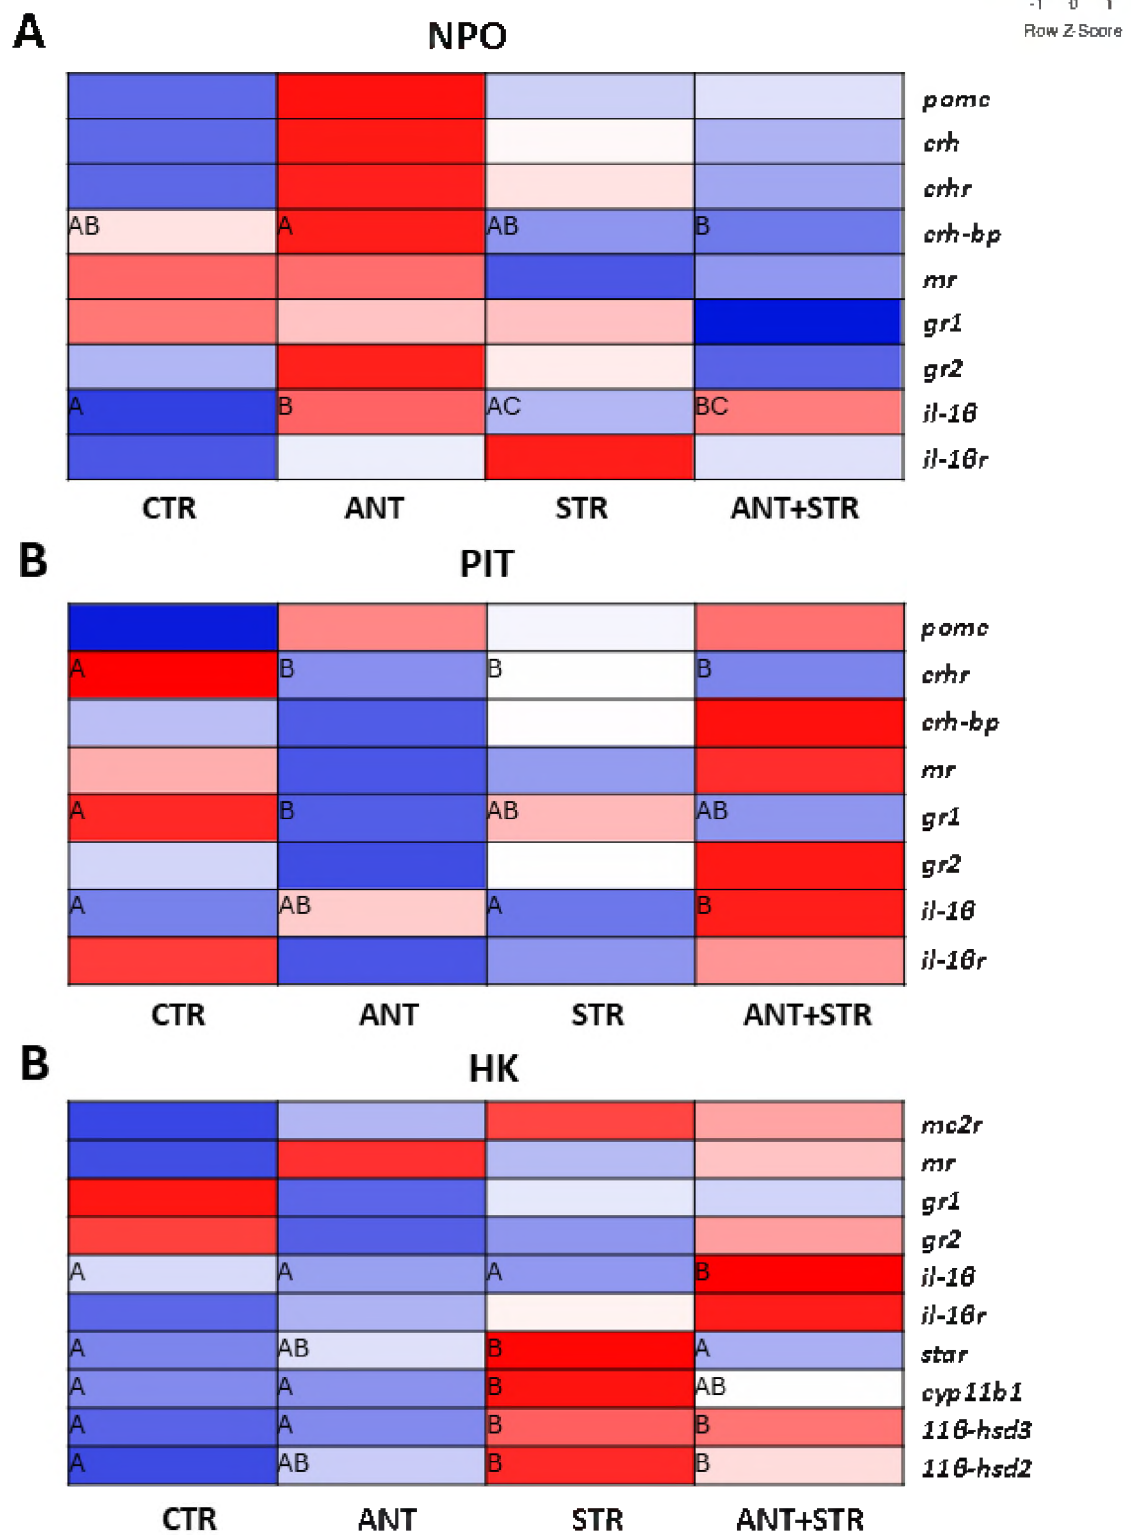 -1 0 1
Row Z-Score
A
NPO
pomc
crh
crhr
AB A AB B crh-bp
mr
gr1
gr2
A B AC BC il-1β
il-1βr
CTR ANT STR ANT+STR
B
PIT
pomc
A B B B crhr
crh-bp
mr
A B AB AB gr1
gr2
A AB A B il-1β
il-1βr
CTR ANT STR ANT+STR
B
HK
mc2r
mr
gr1
gr2
A A A B il-1β
il-1βr
A AB B A star
A A B AB cyp11b1
A A B B 11β-hsd3
A AB B B 11β-hsd2
CTR ANT STR ANT+STR